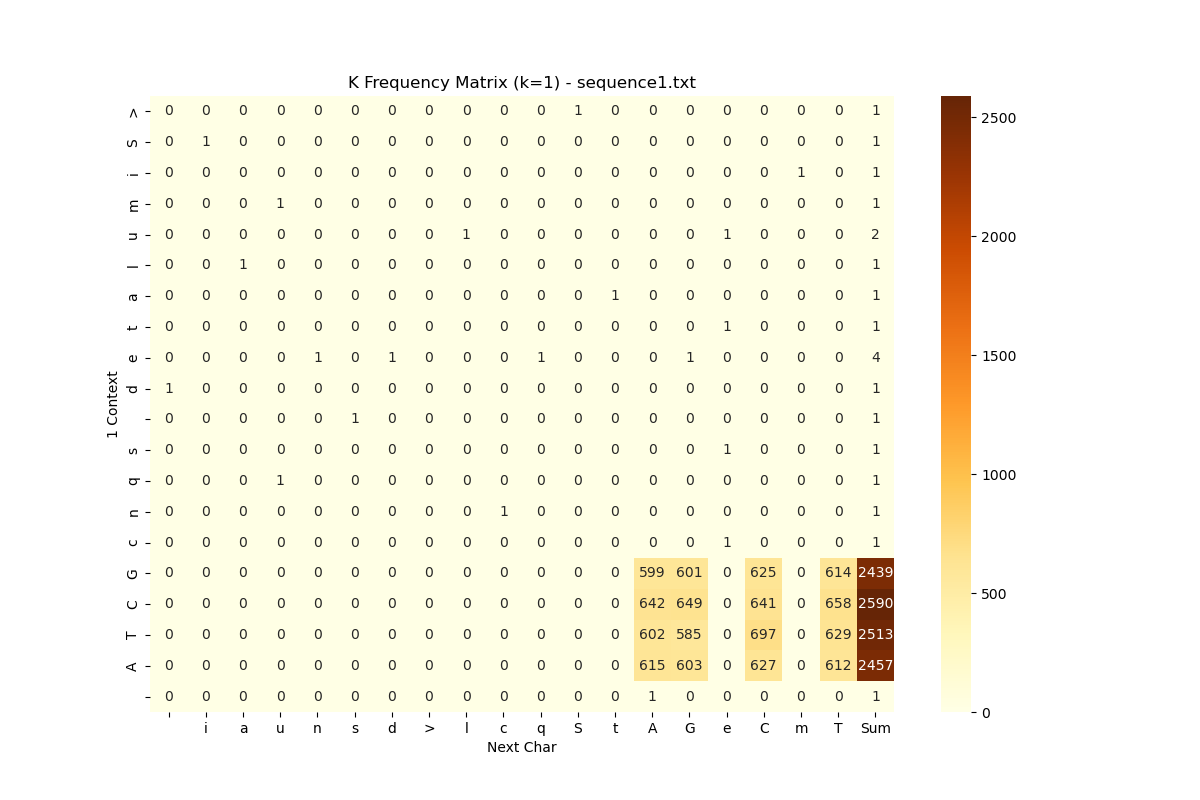 K Frequency Matrix (k=1) - sequence1.txt
> 0 0 0 0 0 0 0 0 0 0 0 1 0 0 0 0 0 0 0 1
S 0 1 0 0 0 0 0 0 0 0 0 0 0 0 0 0 0 0 0 1
i 0 0 0 0 0 0 0 0 0 0 0 0 0 0 0 0 0 1 0 1
m 0 0 0 1 0 0 0 0 0 0 0 0 0 0 0 0 0 0 0 1
u 0 0 0 0 0 0 0 0 1 0 0 0 0 0 0 1 0 0 0 2
l 0 0 1 0 0 0 0 0 0 0 0 0 0 0 0 0 0 0 0 1
a 0 0 0 0 0 0 0 0 0 0 0 0 1 0 0 0 0 0 0 1
t 0 0 0 0 0 0 0 0 0 0 0 0 0 0 0 1 0 0 0 1
e 0 0 0 0 1 0 1 0 0 0 1 0 0 0 1 0 0 0 0 4
d 1 0 0 0 0 0 0 0 0 0 0 0 0 0 0 0 0 0 0 1
0 0 0 0 0 1 0 0 0 0 0 0 0 0 0 0 0 0 0 1
s 0 0 0 0 0 0 0 0 0 0 0 0 0 0 0 1 0 0 0 1
q 0 0 0 1 0 0 0 0 0 0 0 0 0 0 0 0 0 0 0 1
n 0 0 0 0 0 0 0 0 0 1 0 0 0 0 0 0 0 0 0 1
c 0 0 0 0 0 0 0 0 0 0 0 0 0 0 0 1 0 0 0 1
G 0 0 0 0 0 0 0 0 0 0 0 0 0 599 601 0 625 0 614 2439
C 0 0 0 0 0 0 0 0 0 0 0 0 0 642 649 0 641 0 658 2590
T 0 0 0 0 0 0 0 0 0 0 0 0 0 602 585 0 697 0 629 2513
A 0 0 0 0 0 0 0 0 0 0 0 0 0 615 603 0 627 0 612 2457
0 0 0 0 0 0 0 0 0 0 0 0 0 1 0 0 0 0 0 1
i a u n s d > l c q S t A G e C m T Sum
Next Char
1 Context
2500
2000
1500
1000
500
0